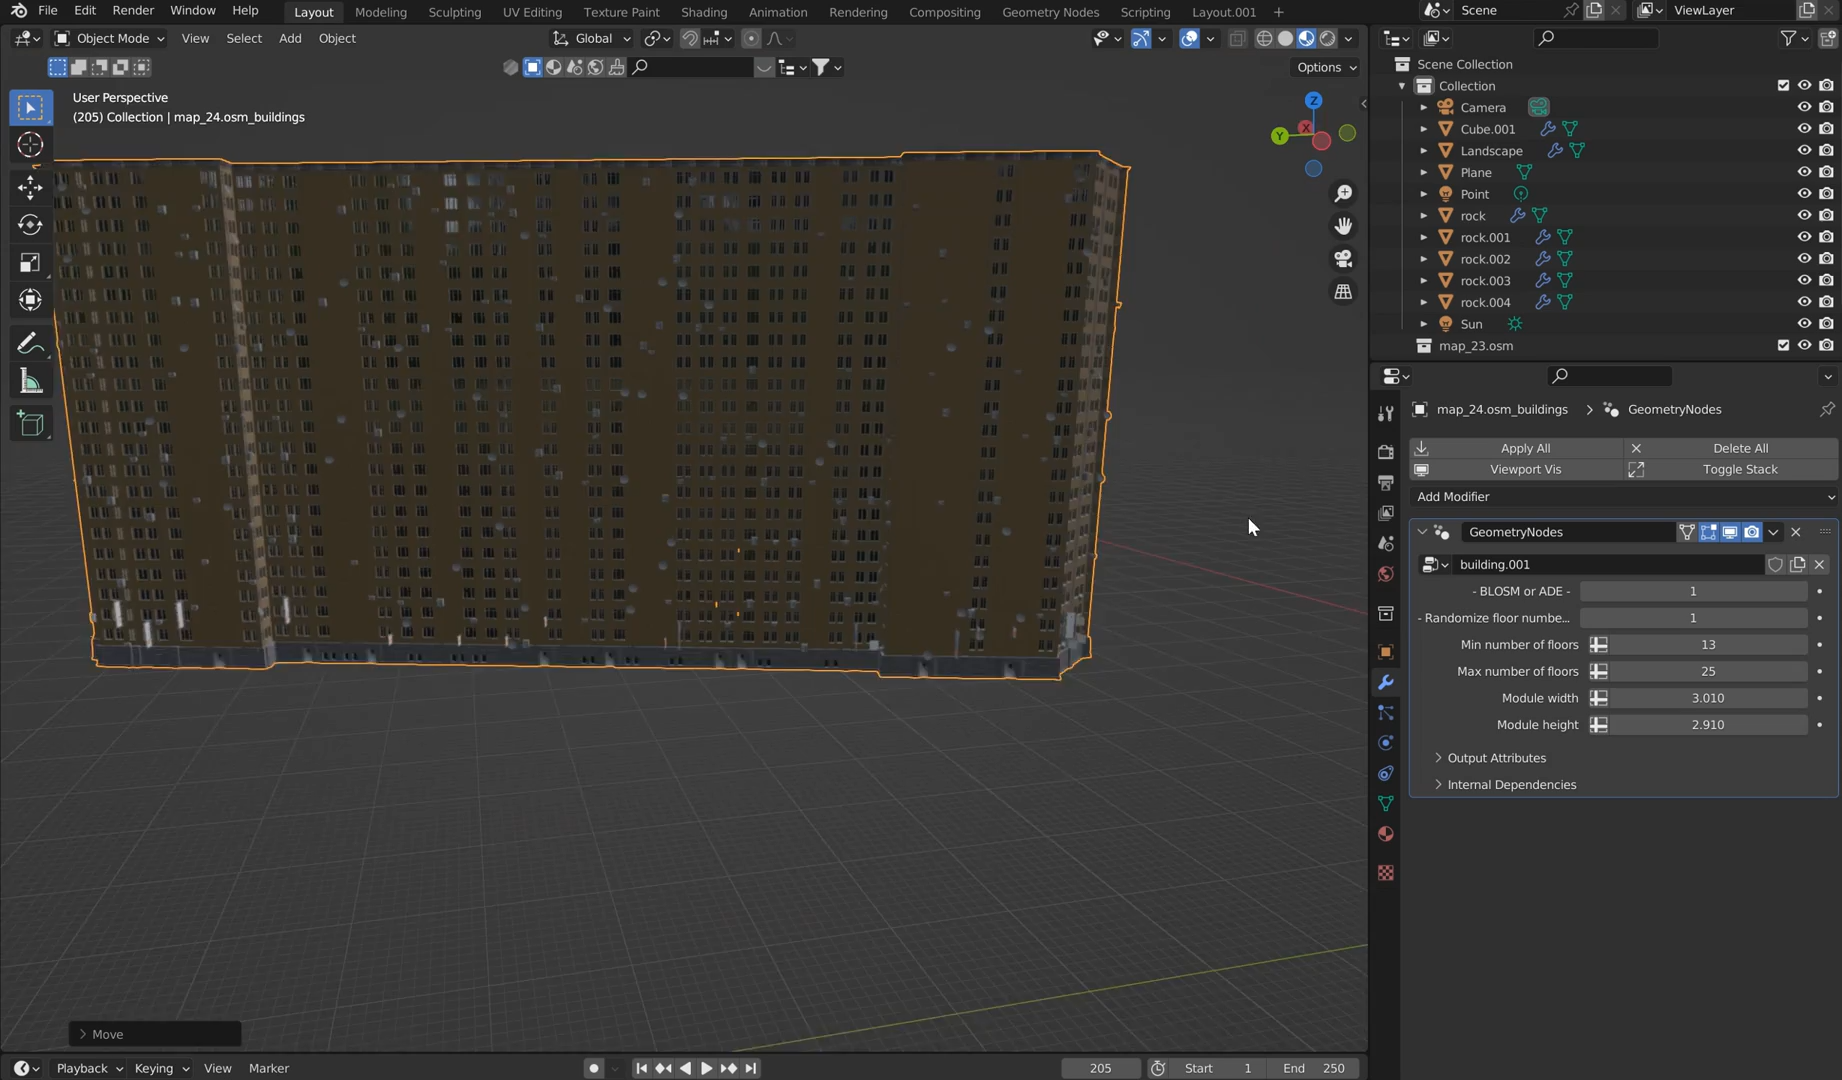 File Edit Render Window Help Layout Modeling Sculpting UV Editing Texture Paint Shading Animation Rendering Compositing Geometry Nodes Scripting Layout.001 + Scene ViewLayer
Object Mode View Select Add Object Global
Options
User Perspective
(205) Collection | map_24.osm_buildings
Z
X
Y
Move
Playback Keying View Marker 205 Start 1 End 250
Scene Collection
Collection
Camera
Cube.001
Landscape
Plane
Point
rock
rock.001
rock.002
rock.003
rock.004
Sun
map_23.osm
map_24.osm_buildings > GeometryNodes
Apply All Delete All
Viewport Vis Toggle Stack
Add Modifier
GeometryNodes
building.001
- BLOSM or ADE - 1
- Randomize floor numbe... 1
Min number of floors 13
Max number of floors 25
Module width 3.010
Module height 2.910
Output Attributes
Internal Dependencies